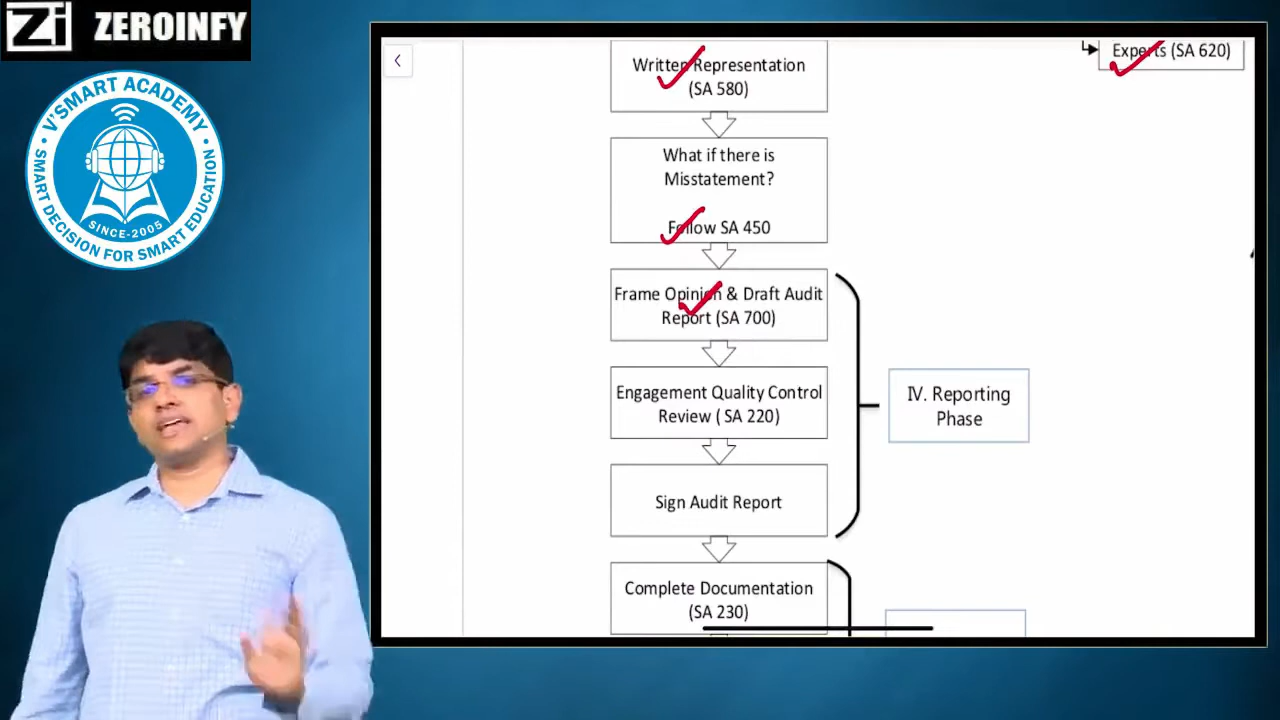 Zi ZEROINFY
V'SMART ACADEMY
SINCE-2005
SMART DECISION FOR SMART EDUCATION
Experts (SA 620)
Written Representation
(SA 580)
What if there is
Misstatement?
Follow SA 450
Frame Opinion & Draft Audit
Report (SA 700)
Engagement Quality Control
Review ( SA 220)
IV. Reporting
Phase
Sign Audit Report
Complete Documentation
(SA 230)